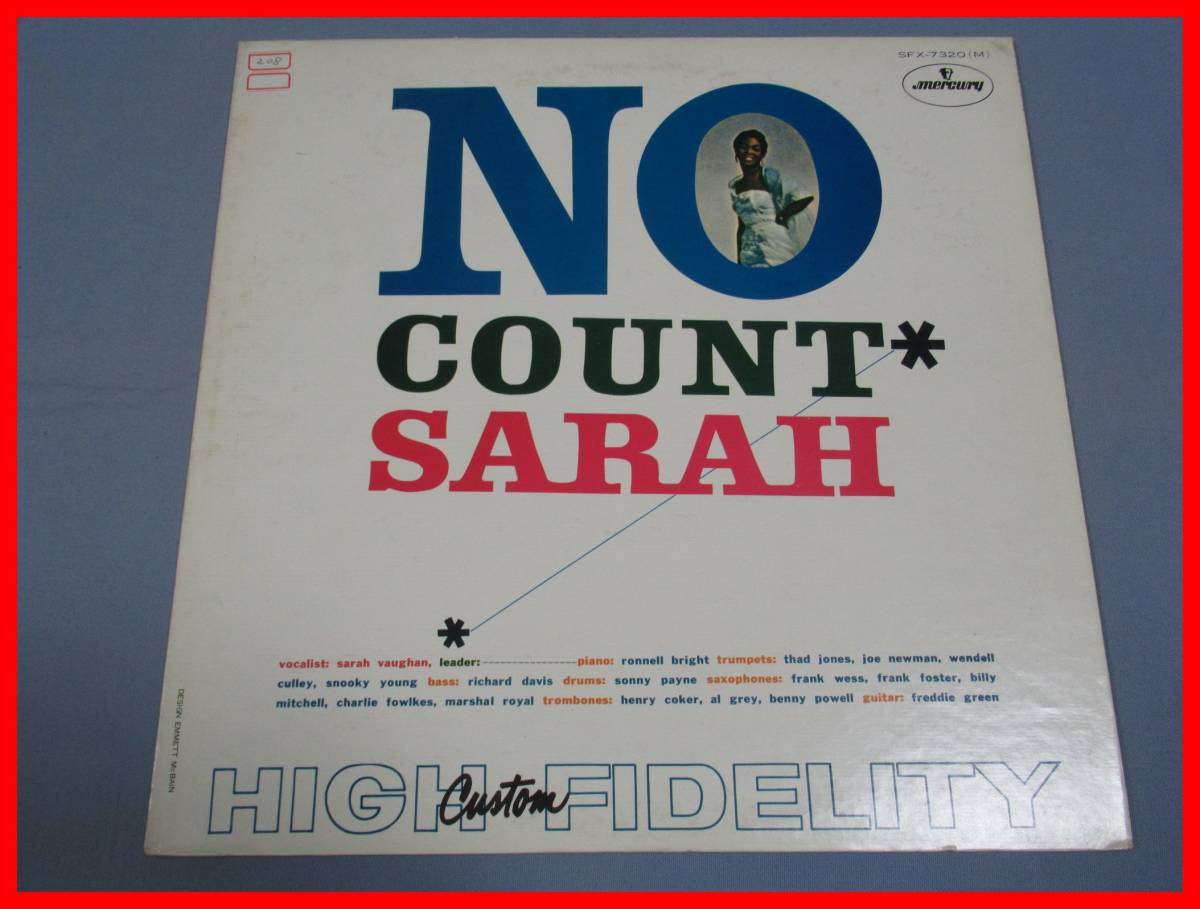 208
SFX-7320(M)
mercury
NO
COUNT*
SARAH
*
vocalist: sarah vaughan, leader:---------------------piano: ronnell bright trumpets: thad jones, joe newman, wendell
culley, snooky young bass: richard davis drums: sonny payne saxophones: frank wess, frank foster, billy
mitchell, charlie fowlkes, marshal royal trombones: henry coker, al grey, benny powell guitar: freddie green
DESIGN EMMETT McBAIN
HIGH Custom FIDELITY